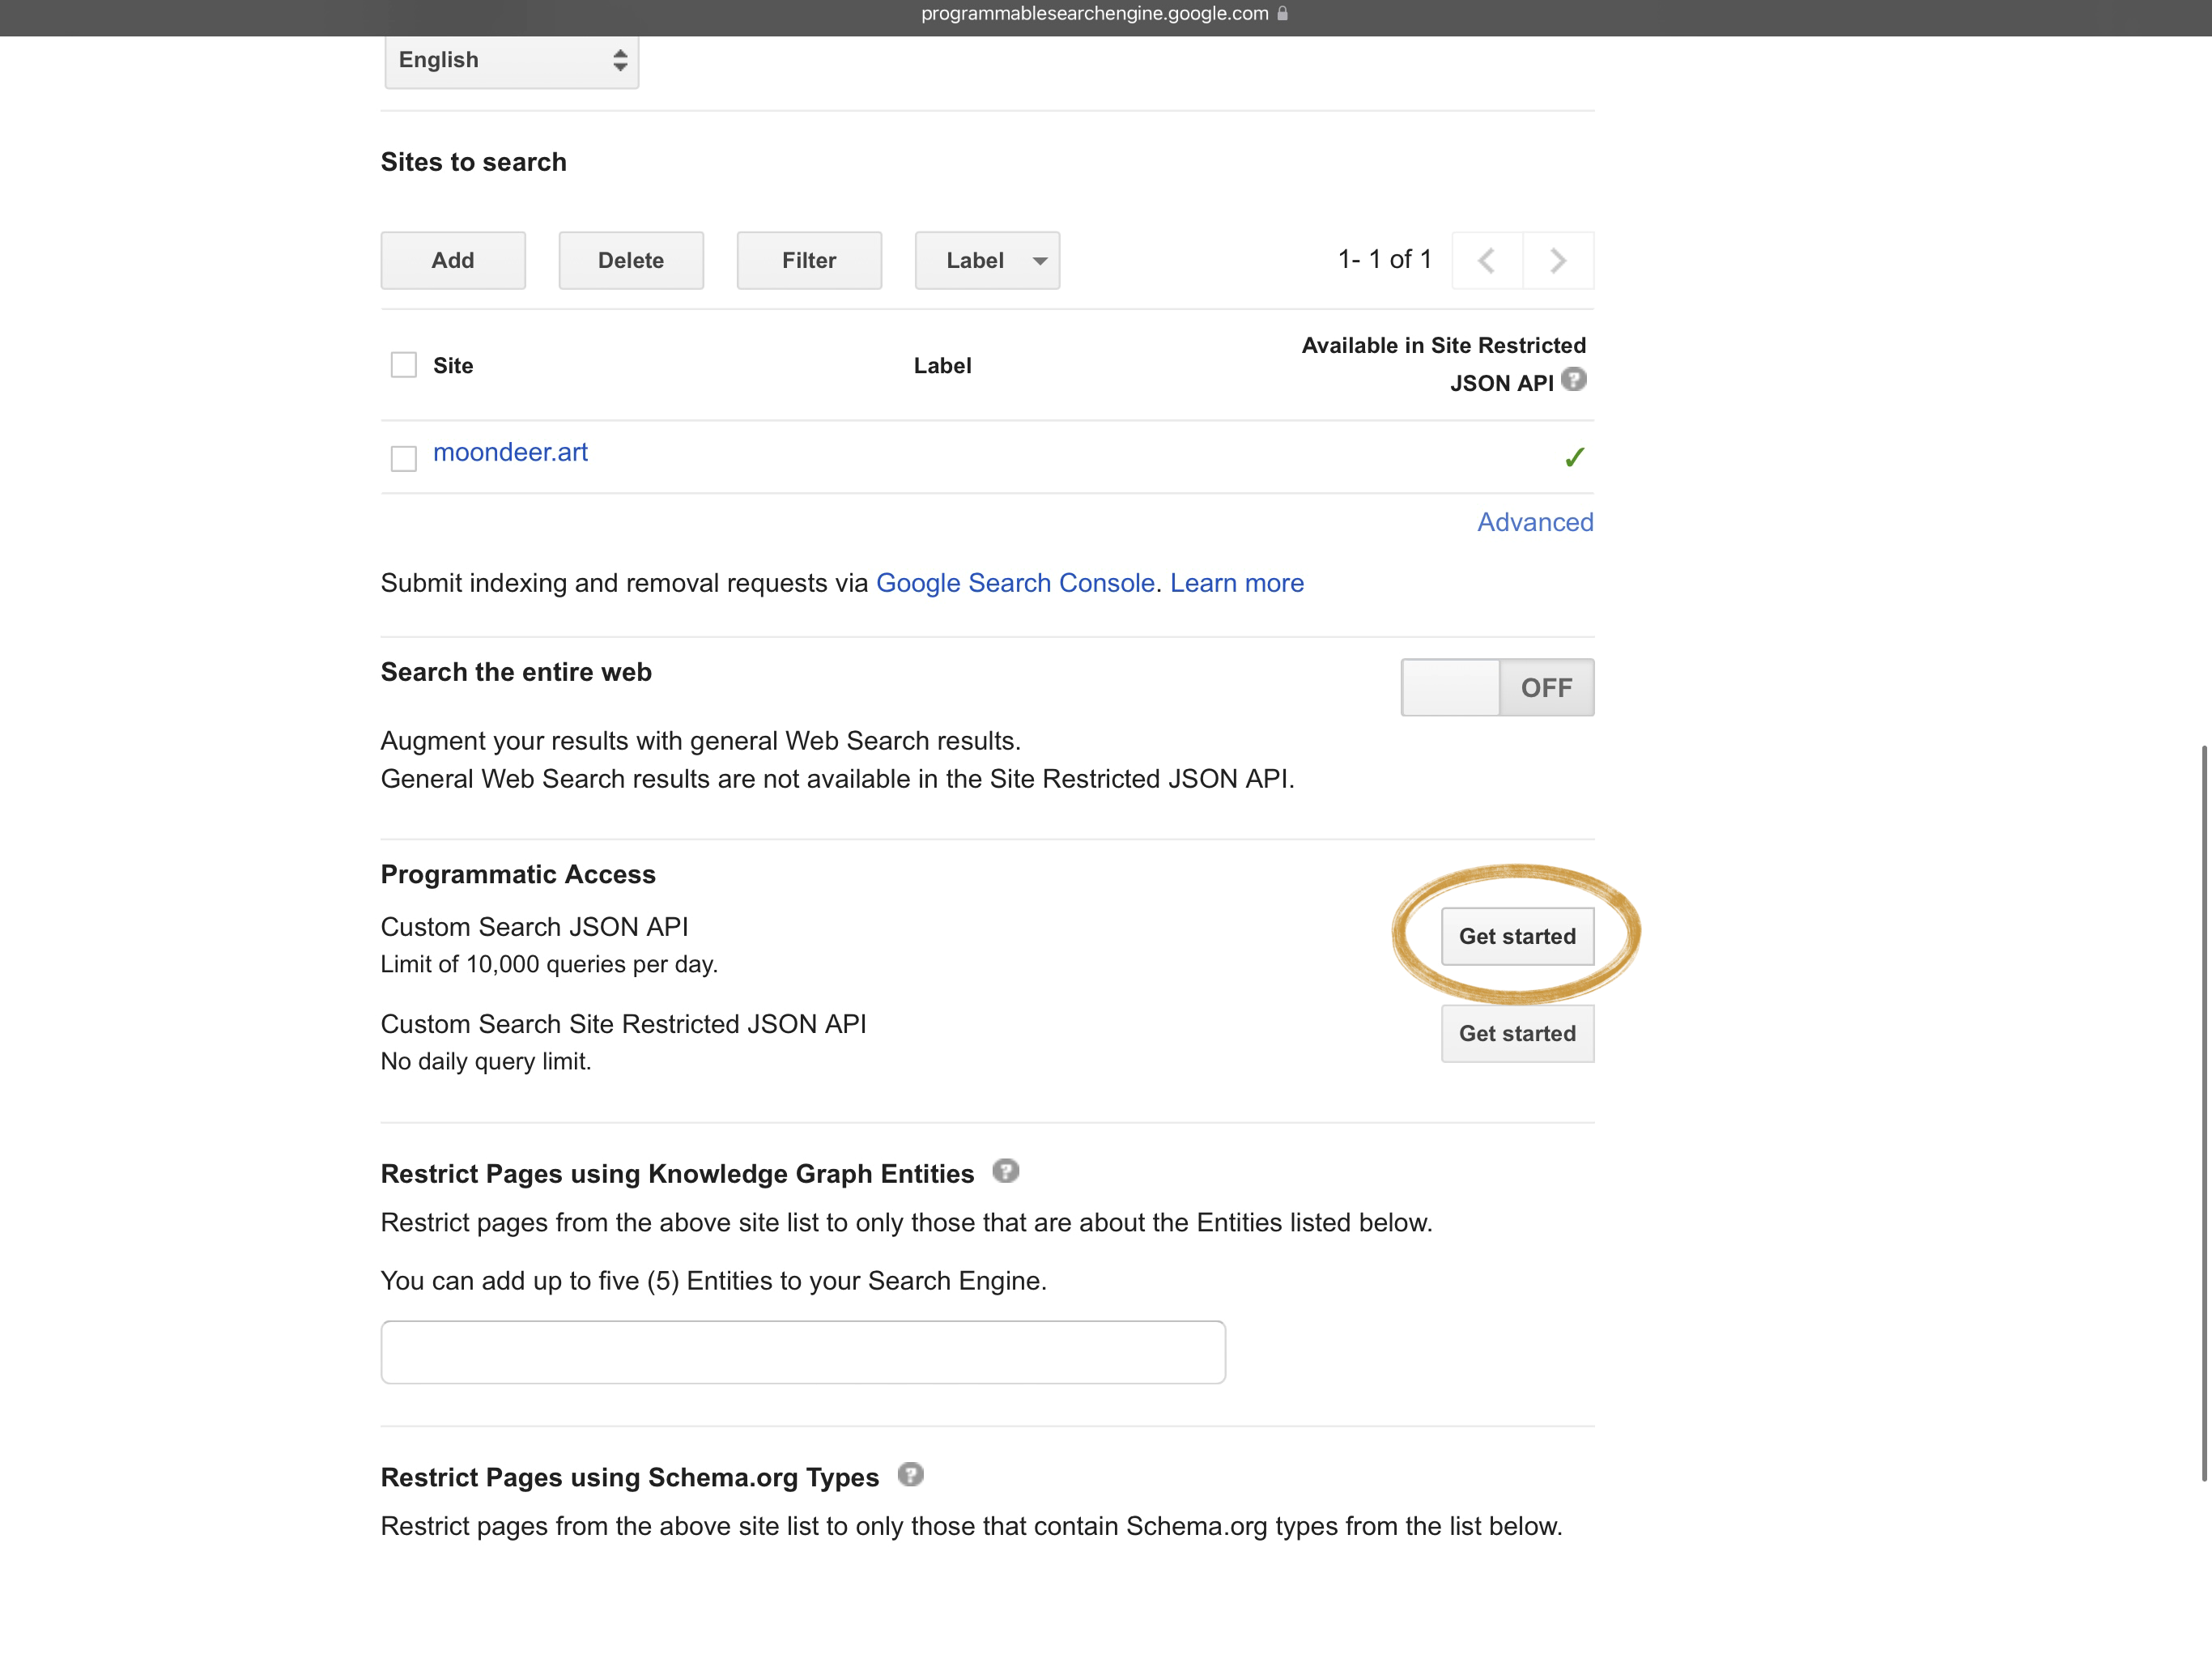 programmablesearchengine.google.com
English
Sites to search
Add
Delete
Filter
Label
1- 1 of 1
Site
Label
Available in Site Restricted
JSON API ?
moondeer.art
Advanced
Submit indexing and removal requests via Google Search Console. Learn more
Search the entire web
OFF
Augment your results with general Web Search results.
General Web Search results are not available in the Site Restricted JSON API.
Programmatic Access
Custom Search JSON API
Limit of 10,000 queries per day.
Get started
Custom Search Site Restricted JSON API
No daily query limit.
Get started
Restrict Pages using Knowledge Graph Entities ?
Restrict pages from the above site list to only those that are about the Entities listed below.
You can add up to five (5) Entities to your Search Engine.
Restrict Pages using Schema.org Types ?
Restrict pages from the above site list to only those that contain Schema.org types from the list below.